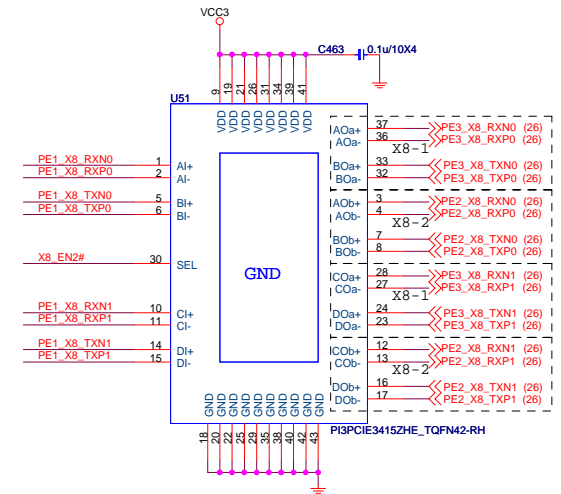 VCC3
C463 0.1u/10X4
U51
9 19 21 26 31 34 39 41
VDD VDD VDD VDD VDD VDD VDD VDD
PE1_X8_RXN0 1 AI+
PE1_X8_RXP0 2 AI-
PE1_X8_TXN0 5 BI+
PE1_X8_TXP0 6 BI-
X8_EN2# 30 SEL
PE1_X8_RXN1 10 CI+
PE1_X8_RXP1 11 CI-
PE1_X8_TXN1 14 DI+
PE1_X8_TXP1 15 DI-
GND
AOa+ 37 PE3_X8_RXN0 (26)
AOa- 36 PE3_X8_RXP0 (26)
X8-1
BOa+ 33 PE3_X8_TXN0 (26)
BOa- 32 PE3_X8_TXP0 (26)
AOb+ 3 PE2_X8_RXN0 (26)
AOb- 4 PE2_X8_RXP0 (26)
X8-2
BOb+ 7 PE2_X8_TXN0 (26)
BOb- 8 PE2_X8_TXP0 (26)
COa+ 28 PE3_X8_RXN1 (26)
COa- 27 PE3_X8_RXP1 (26)
X8-1
DOa+ 24 PE3_X8_TXN1 (26)
DOa- 23 PE3_X8_TXP1 (26)
COb+ 12 PE2_X8_RXN1 (26)
COb- 13 PE2_X8_RXP1 (26)
X8-2
DOb+ 16 PE2_X8_TXN1 (26)
DOb- 17 PE2_X8_TXP1 (26)
GND GND GND GND GND GND GND GND GND GND
18 20 22 25 29 35 38 40 42 43
PI3PCIE3415ZHE_TQFN42-RH